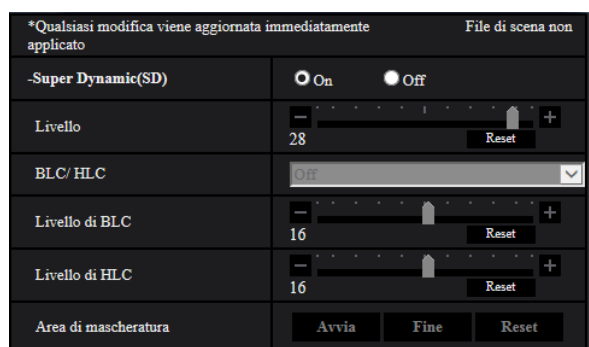 *Qualsiasi modifica viene aggiornata immediatamente File di scena non
applicato
-Super Dynamic(SD) On Off
Livello
28 Reset
BLC/ HLC Off
Livello di BLC
16 Reset
Livello di HLC
16 Reset
Area di mascheratura Avvia Fine Reset